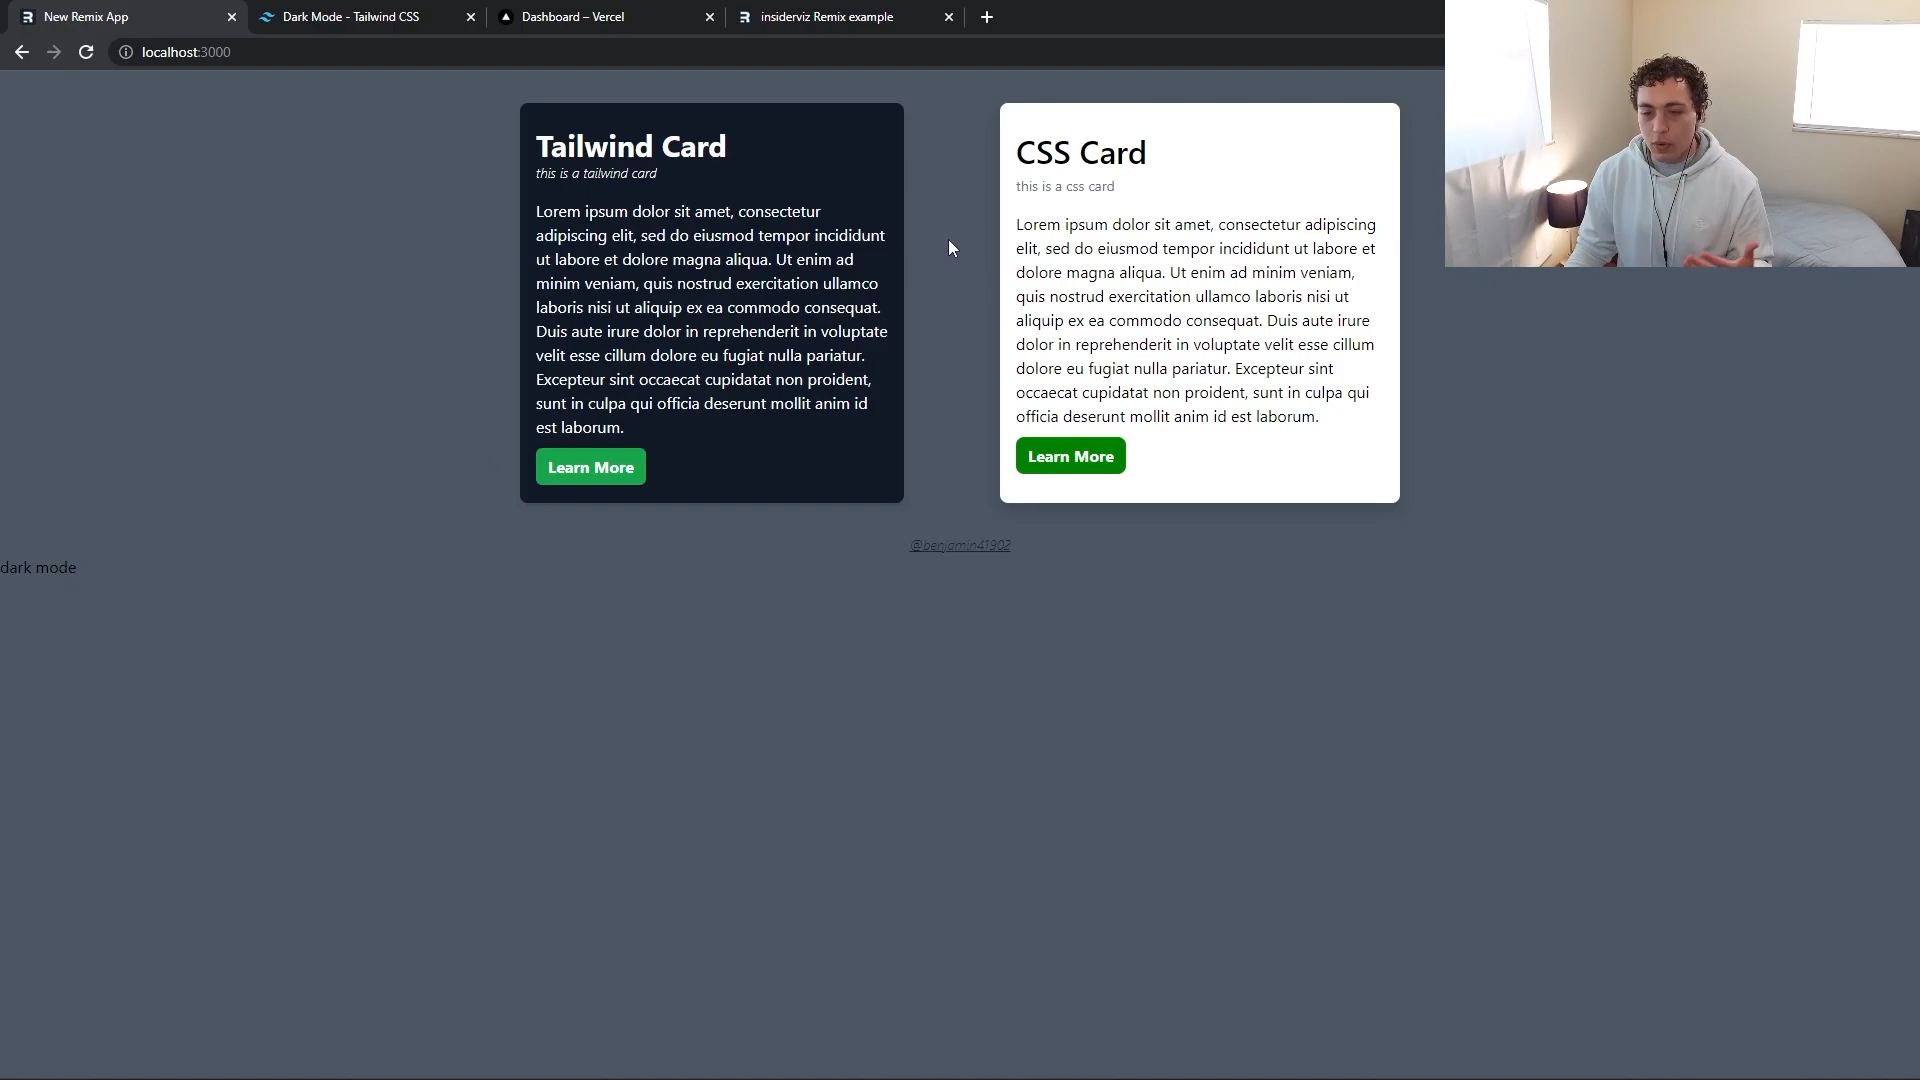 New Remix App
Dark Mode - Tailwind CSS
Dashboard – Vercel
insiderviz Remix example
localhost:3000
Tailwind Card
this is a tailwind card
Lorem ipsum dolor sit amet, consectetur
adipiscing elit, sed do eiusmod tempor incididunt
ut labore et dolore magna aliqua. Ut enim ad
minim veniam, quis nostrud exercitation ullamco
laboris nisi ut aliquip ex ea commodo consequat.
Duis aute irure dolor in reprehenderit in voluptate
velit esse cillum dolore eu fugiat nulla pariatur.
Excepteur sint occaecat cupidatat non proident,
sunt in culpa qui officia deserunt mollit anim id
est laborum.
Learn More
CSS Card
this is a css card
Lorem ipsum dolor sit amet, consectetur adipiscing
elit, sed do eiusmod tempor incididunt ut labore et
dolore magna aliqua. Ut enim ad minim veniam,
quis nostrud exercitation ullamco laboris nisi ut
aliquip ex ea commodo consequat. Duis aute irure
dolor in reprehenderit in voluptate velit esse cillum
dolore eu fugiat nulla pariatur. Excepteur sint
occaecat cupidatat non proident, sunt in culpa qui
officia deserunt mollit anim id est laborum.
Learn More
@benjamin41902
dark mode